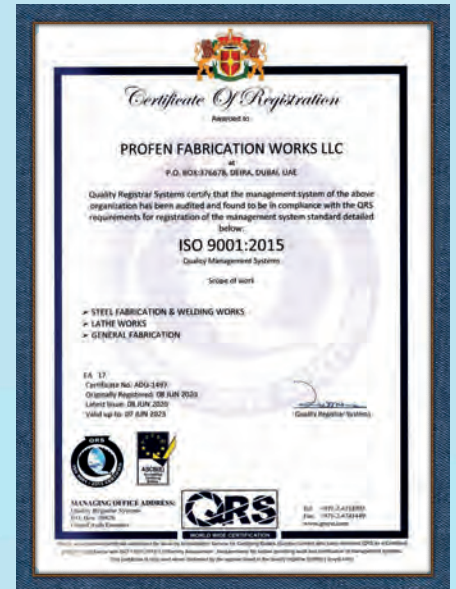 Certificate Of Registration
Awarded to
PROFEN FABRICATION WORKS LLC
at
P.O. BOX:376678, DEIRA, DUBAI, UAE
Quality Registrar Systems certify that the management system of the above
organization has been audited and found to be in compliance with the QRS
requirements for registration of the management system standard detailed
below:
ISO 9001:2015
Quality Management Systems
Scope of work
➢ STEEL FABRICATION & WELDING WORKS
➢ LATHE WORKS
➢ GENERAL FABRICATION
EA 17
Certificate No. ADQ-1497
Originally Registered: 08 JUN 2020
Latest Issue: 08 JUN 2020
Valid up to: 07 JUN 2023
Quality Registrar Systems
QRS
MANAGING OFFICE ADDRESS:
Quality Registrar Systems
United Arab Emirates
QRS
WORLD WIDE CERTIFICATION